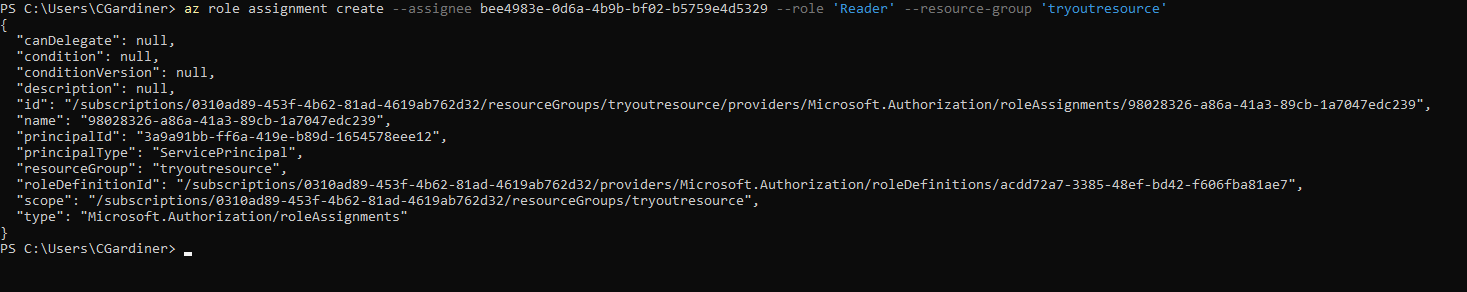 PS C:\Users\CGardiner> az role assignment create --assignee bee4983e-0d6a-4b9b-bf02-b5759e4d5329 --role 'Reader' --resource-group 'tryoutresource'
{
  "canDelegate": null,
  "condition": null,
  "conditionVersion": null,
  "description": null,
  "id": "/subscriptions/0310ad89-453f-4b62-81ad-4619ab762d32/resourceGroups/tryoutresource/providers/Microsoft.Authorization/roleAssignments/98028326-a86a-41a3-89cb-1a7047edc239",
  "name": "98028326-a86a-41a3-89cb-1a7047edc239",
  "principalId": "3a9a91bb-ff6a-419e-b89d-1654578eee12",
  "principalType": "ServicePrincipal",
  "resourceGroup": "tryoutresource",
  "roleDefinitionId": "/subscriptions/0310ad89-453f-4b62-81ad-4619ab762d32/providers/Microsoft.Authorization/roleDefinitions/acdd72a7-3385-48ef-bd42-f606fba81ae7",
  "scope": "/subscriptions/0310ad89-453f-4b62-81ad-4619ab762d32/resourceGroups/tryoutresource",
  "type": "Microsoft.Authorization/roleAssignments"
}
PS C:\Users\CGardiner>